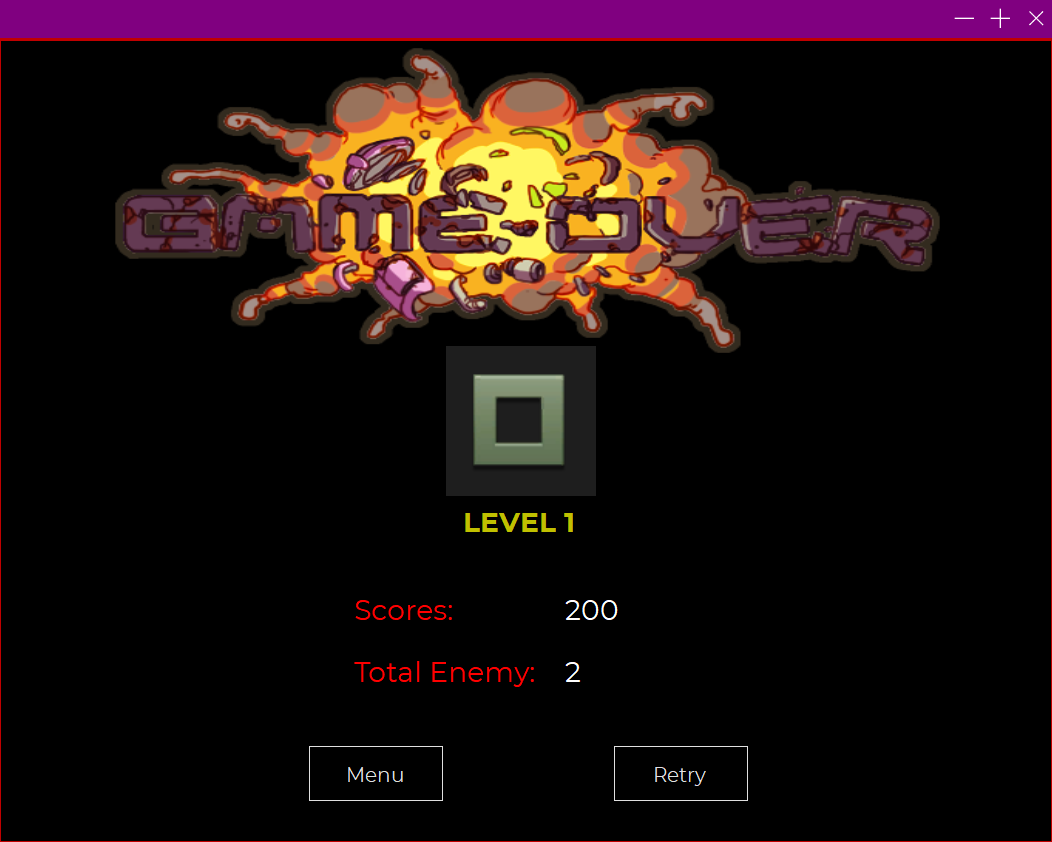 GAME OVER
LEVEL 1
Scores: 200
Total Enemy: 2
Menu Retry